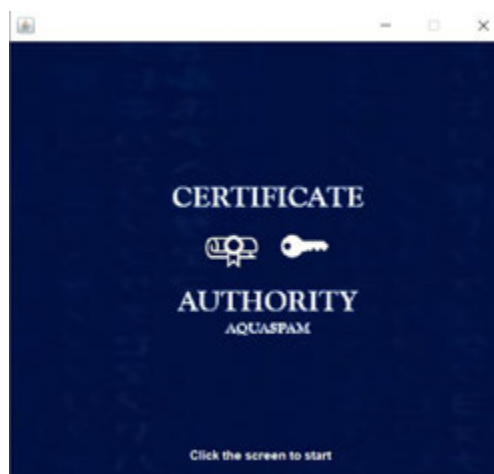 CERTIFICATE
AUTHORITY
AQUASPAM
Click the screen to start